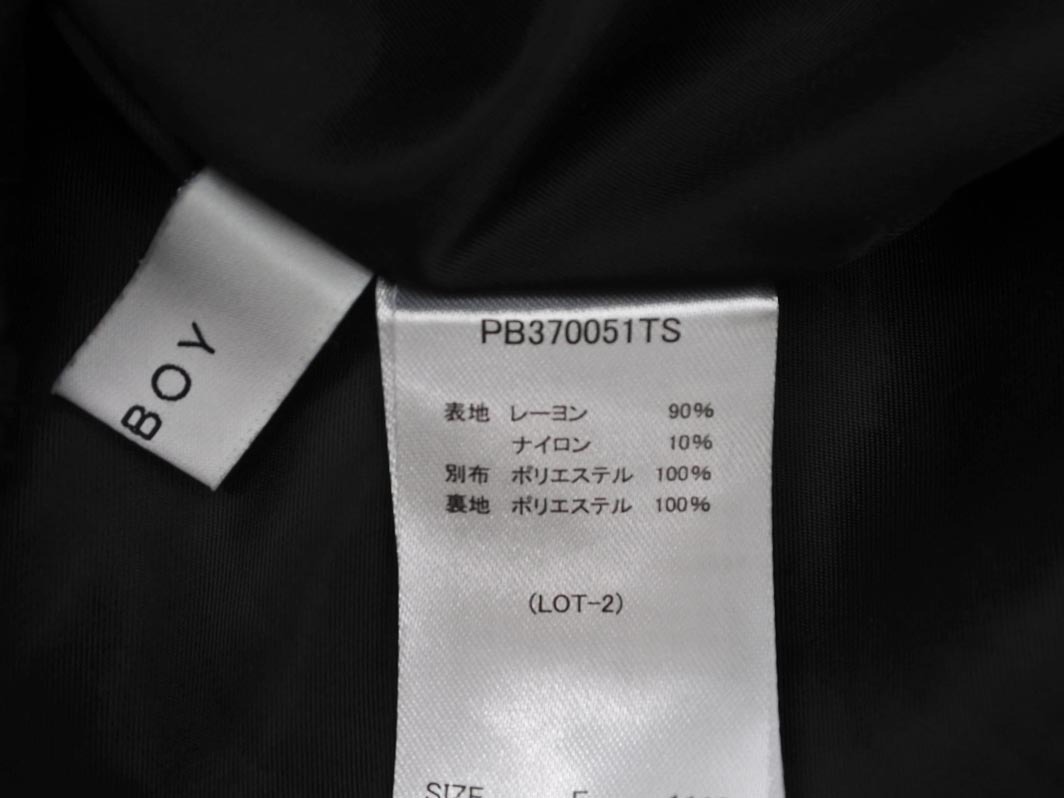 BOY
PB370051TS
表地 レーヨン 90%
ナイロン 10%
別布 ポリエステル 100%
裏地 ポリエステル 100%
(LOT-2)
SIZE